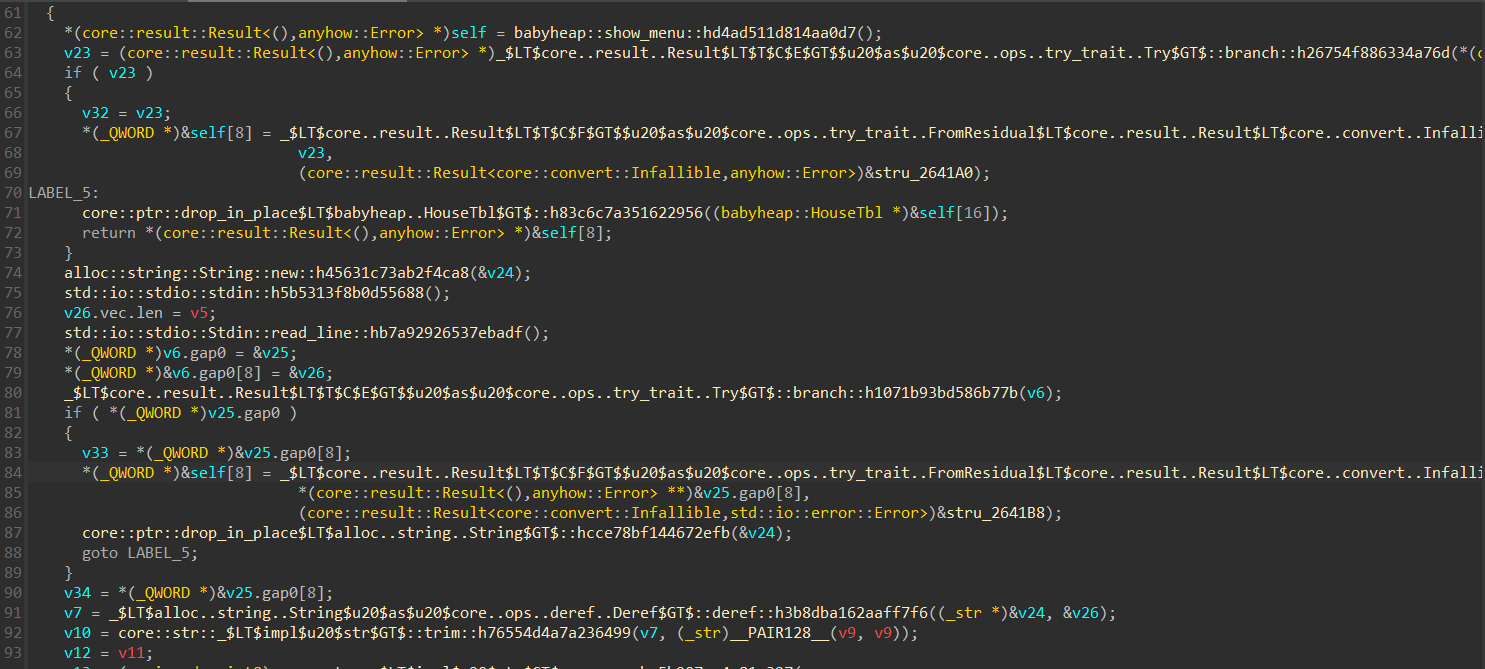 61 {
62 *(core::result::Result<(),anyhow::Error> *)self = babyheap::show_menu::hd4ad511d814aa0d7();
63 v23 = (core::result::Result<(),anyhow::Error> *)_$LT$core..result..Result$LT$T$C$E$GT$$u20$as$u20$core..ops..try_trait..Try$GT$::branch::h26754f886334a76d(*(c
64 if ( v23 )
65 {
66 v32 = v23;
67 *(_QWORD *)&self[8] = _$LT$core..result..Result$LT$T$C$F$GT$$u20$as$u20$core..ops..try_trait..FromResidual$LT$core..result..Result$LT$core..convert..Infalli
68 v23,
69 (core::result::Result<core::convert::Infallible,anyhow::Error>)&stru_2641A0);
70 LABEL_5:
71 core::ptr::drop_in_place$LT$babyheap..HouseTbl$GT$::h83c6c7a351622956((babyheap::HouseTbl *)&self[16]);
72 return *(core::result::Result<(),anyhow::Error> *)&self[8];
73 }
74 alloc::string::String::new::h45631c73ab2f4ca8(&v24);
75 std::io::stdio::stdin::h5b5313f8b0d55688();
76 v26.vec.len = v5;
77 std::io::stdio::Stdin::read_line::hb7a92926537ebadf();
78 *(_QWORD *)v6.gap0 = &v25;
79 *(_QWORD *)&v6.gap0[8] = &v26;
80 _$LT$core..result..Result$LT$T$C$E$GT$$u20$as$u20$core..ops..try_trait..Try$GT$::branch::h1071b93bd586b77b(v6);
81 if ( *(_QWORD *)v25.gap0 )
82 {
83 v33 = *(_QWORD *)&v25.gap0[8];
84 *(_QWORD *)&self[8] = _$LT$core..result..Result$LT$T$C$F$GT$$u20$as$u20$core..ops..try_trait..FromResidual$LT$core..result..Result$LT$core..convert..Infalli
85 *(core::result::Result<(),anyhow::Error> **)&v25.gap0[8],
86 (core::result::Result<core::convert::Infallible,std::io::error::Error>)&stru_2641B8);
87 core::ptr::drop_in_place$LT$alloc..string..String$GT$::hcce78bf144672efb(&v24);
88 goto LABEL_5;
89 }
90 v34 = *(_QWORD *)&v25.gap0[8];
91 v7 = _$LT$alloc..string..String$u20$as$u20$core..ops..deref..Deref$GT$::deref::h3b8dba162aaff7f6((_str *)&v24, &v26);
92 v10 = core::str::_$LT$impl$u20$str$GT$::trim::h76554d4a7a236499(v7, (_str)__PAIR128__(v9, v9));
93 v12 = v11;